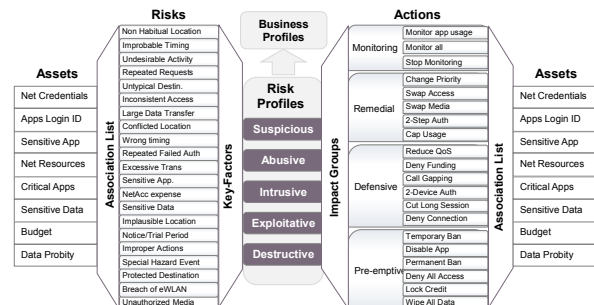 Risks
Actions
Business
Profiles
Assets
Net Credentials
Apps Login ID
Sensitive App
Net Resources
Critical Apps
Sensitive Data
Budget
Data Probity
Association List
Non Habitual Location
Improbable Timing
Undesirable Activity
Repeated Requests
Untypical Destin.
Inconsistent Access
Large Data Transfer
Conflicted Location
Wrong timing
Repeated Failed Auth
Excessive Trans
Sensitive App.
NetAcc expense
Sensitive Data
Implausible Location
Notice/Trial Period
Improper Actions
Special Hazard Event
Protected Destination
Breach of eWLAN
Unauthorized Media
Key-Factors
Risk
Profiles
Suspicious
Abusive
Intrusive
Exploitative
Destructive
Impact Groups
Monitoring
Monitor app usage
Monitor all
Stop Monitoring
Remedial
Change Priority
Swap Access
Swap Media
2-Step Auth
Cap Usage
Defensive
Reduce QoS
Deny Funding
Call Gapping
2-Device Auth
Cut Long Session
Deny Connection
Pre-emptive
Temporary Ban
Disable App
Permanent Ban
Deny All Access
Lock Credit
Wipe All Data
Association List
Assets
Net Credentials
Apps Login ID
Sensitive App
Net Resources
Critical Apps
Sensitive Data
Budget
Data Probity